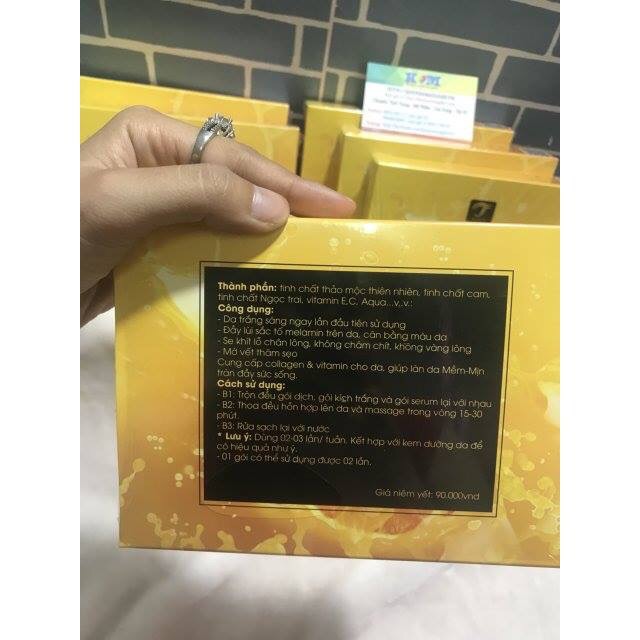 K M
Thành phần: tinh chất thảo mộc thiên nhiên, tinh chất cam,
tinh chất Ngọc trai, vitamin E,C, Aqua...v..v.:
Công dụng:
- Da trắng sáng ngay lần đầu tiên sử dụng
- Đẩy lùi sắc tố melamin trên da, cân bằng màu da
- Se khít lỗ chân lông, không châm chít, không vàng lông
- Mờ vết thâm sẹo
Cung cấp collagen & vitamin cho da, giúp làn da Mềm-Mịn
tràn đầy sức sống.
Cách sử dụng:
- B1: Trộn đều gói dịch, gói kích trắng và gói serum lại với nhau
- B2: Thoa đều hỗn hợp lên da và massage trong vòng 15-30
phút.
- B3: Rửa sạch lại với nước
* Lưu ý: Dùng 02-03 lần/ tuần. Kết hợp với kem dưỡng da để
có hiệu quả như ý.
- 01 gói có thể sử dụng được 02 lần.
Giá niêm yết: 90.000vnd